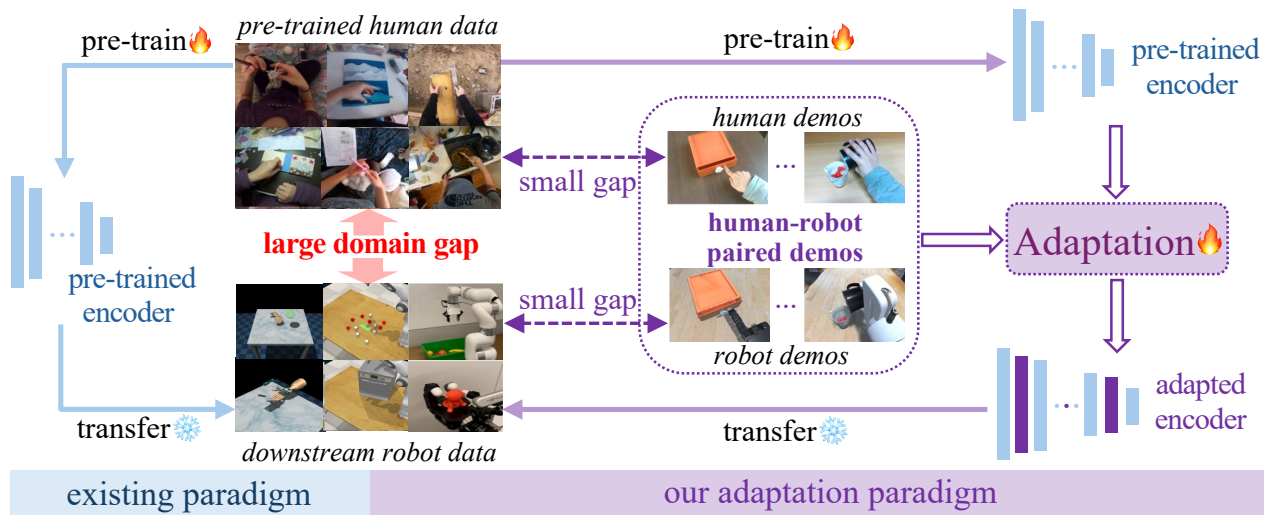 pre-train
pre-trained human data
pre-train
pre-trained
encoder
human demos
...
small gap
human-robot
paired demos
Adaptation
large domain gap
...
pre-trained
encoder
small gap
...
robot demos
adapted
encoder
transfer
downstream robot data
transfer
existing paradigm
our adaptation paradigm